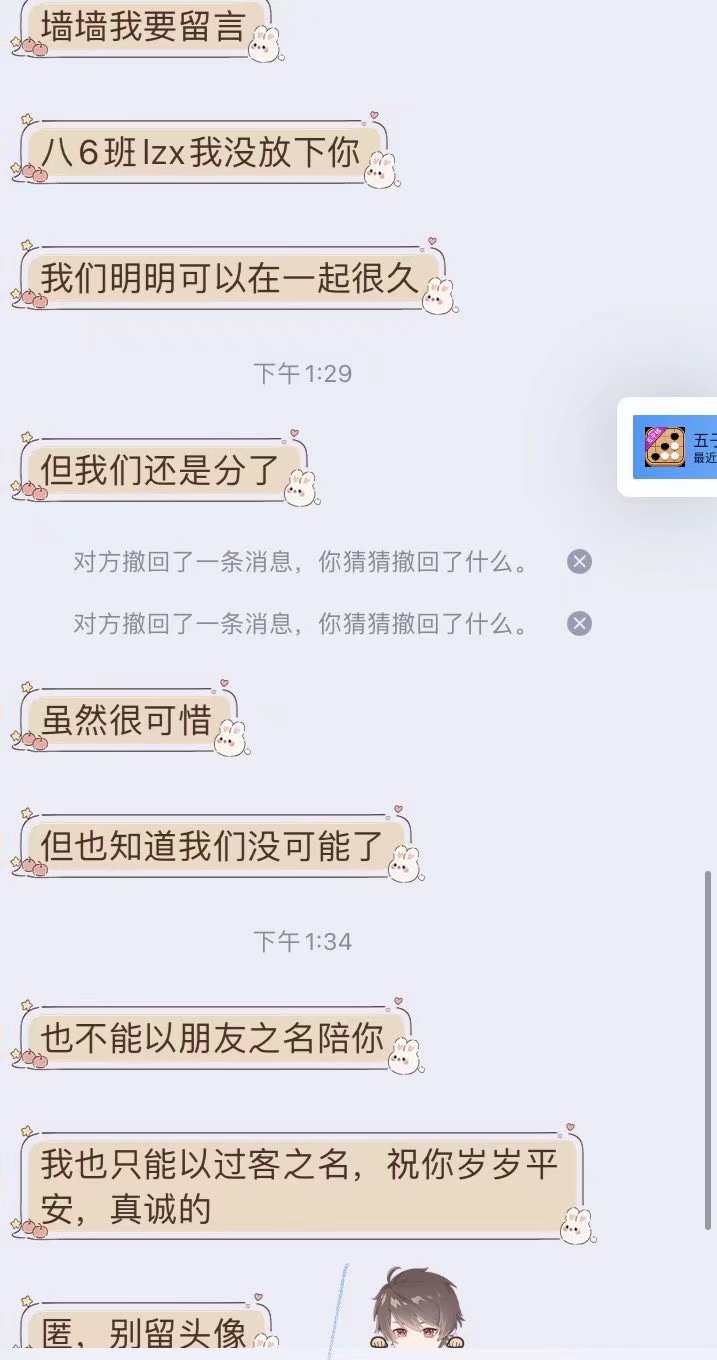 墙墙我要留言
八6班lzx我没放下你
我们明明可以在一起很久
下午1:29
五子
最近
但我们还是分了
对方撤回了一条消息，你猜猜撤回了什么。
对方撤回了一条消息，你猜猜撤回了什么。
虽然很可惜
但也知道我们没可能了
下午1:34
也不能以朋友之名陪你
我也只能以过客之名，祝你岁岁平
安，真诚的
匿，别留头像